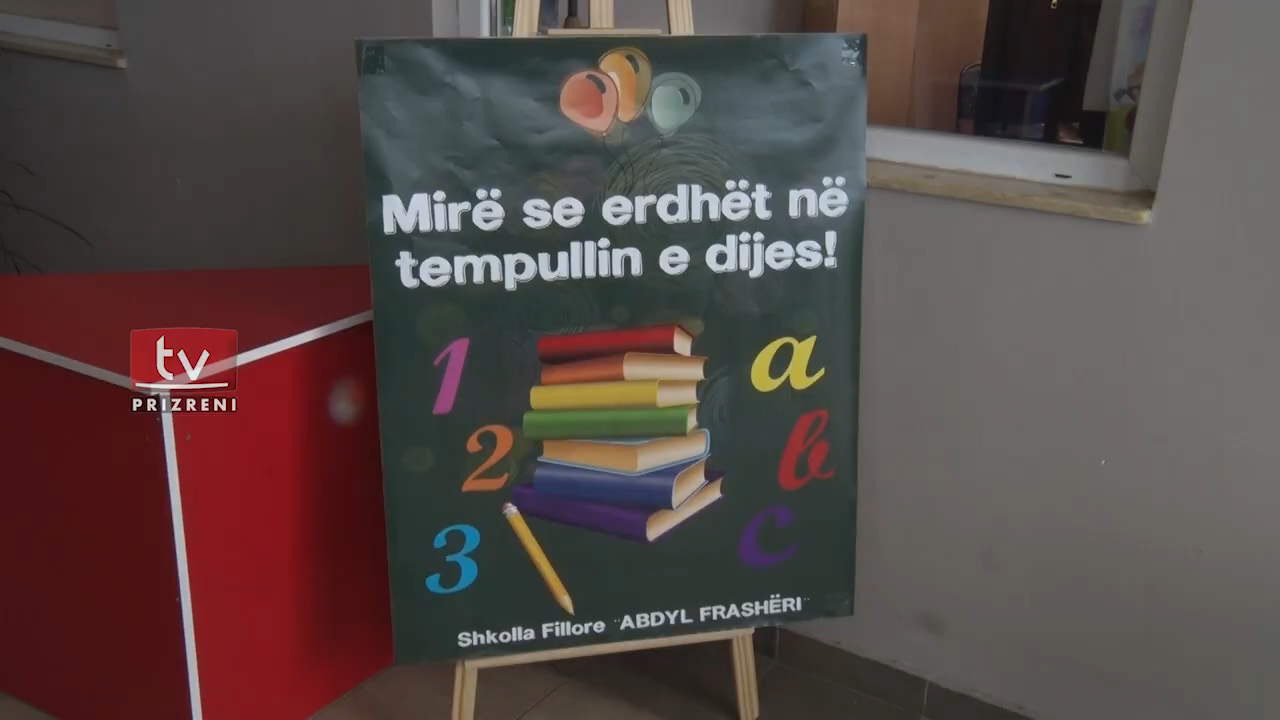 Mirë se erdhët në
tempullin e dijes!
1
a
2
b
3
c
Shkolla Fillore ¨ABDYL FRASHËRI¨
tv
PRIZRENI